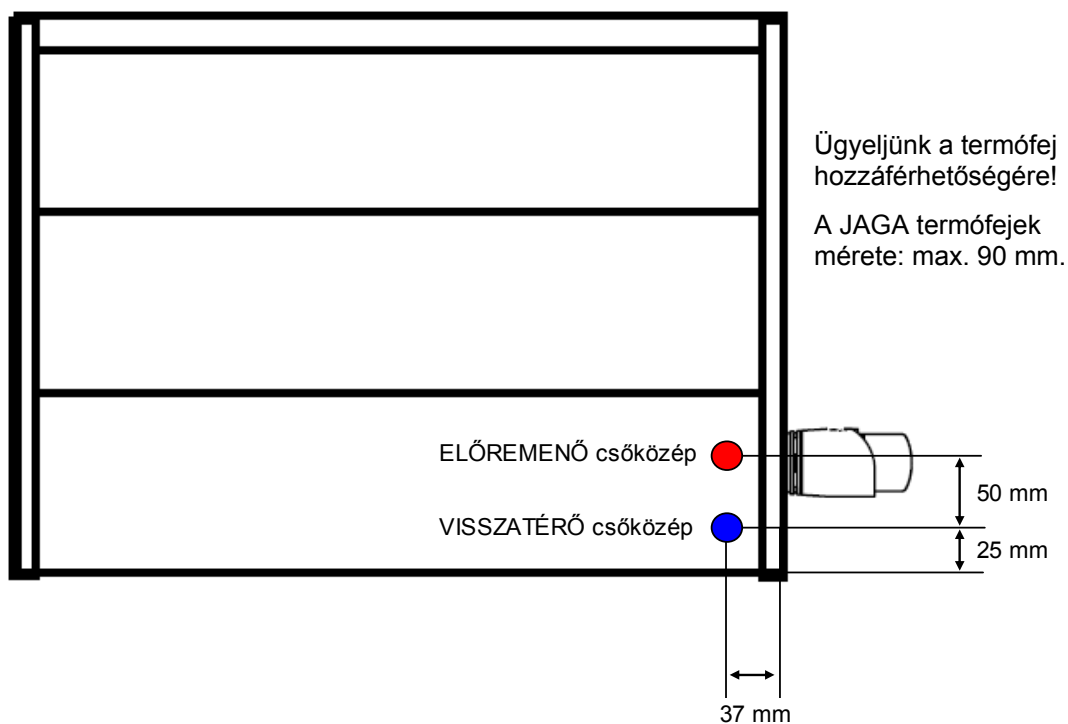 Ügyeljünk a termófej
hozzáférhetőségére!
A JAGA termófejek
mérete: max. 90 mm.
ELŐREMENŐ csőközép
50 mm
VISSZATÉRŐ csőközép
25 mm
37 mm